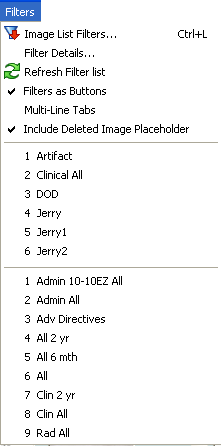 Filters
Image List Filters... Ctrl+L
Filter Details...
Refresh Filter list
Filters as Buttons
Multi-Line Tabs
Include Deleted Image Placeholder
1 Artifact
2 Clinical All
3 DOD
4 Jerry
5 Jerry1
6 Jerry2
1 Admin 10-10EZ All
2 Admin All
3 Adv Directives
4 All 2 yr
5 All 6 mth
6 All
7 Clin 2 yr
8 Clin All
9 Rad All